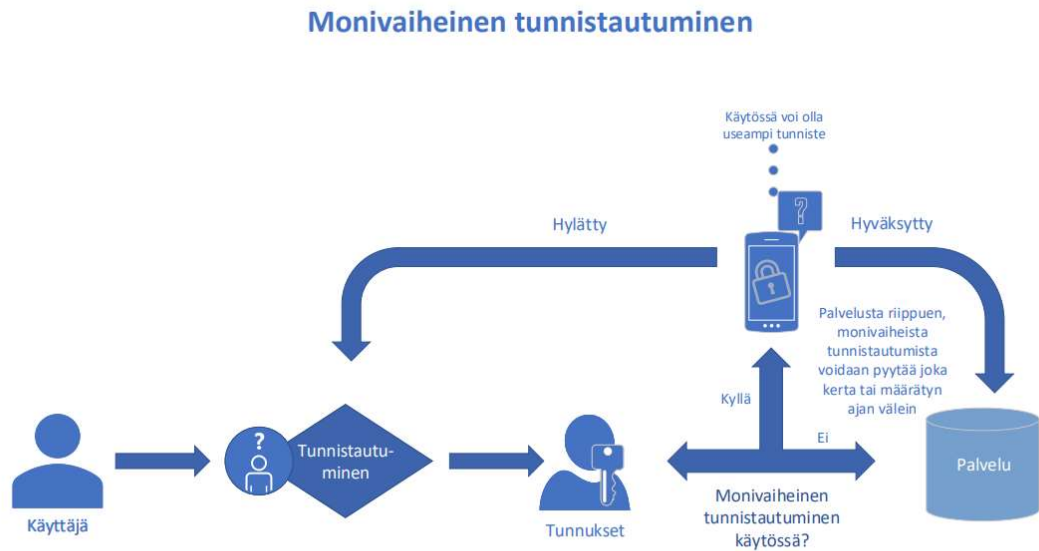 Monivaiheinen tunnistautuminen
Käytössä voi olla
useampi tunniste
?
Hylätty
Hyväksytty
Palvelusta riippuen,
monivaiheista
tunnistautumista
voidaan pyytää joka
kerta tai määrätyn
ajan välein
Kyllä
Ei
?
Tunnistautu-
minen
Palvelu
Käyttäjä
Tunnukset
Monivaiheinen
tunnistautuminen
käytössä?